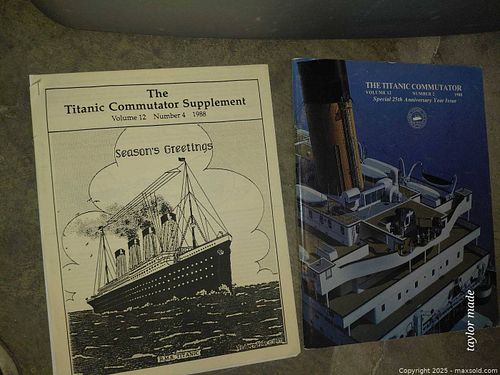 The
Titanic Commutator Supplement
Volume 12 Number 4 1988
Season's Greetings
R.M.S. TITANIC
THE TITANIC COMMUTATOR
VOLUME 12 NUMBER 2 1988
Special 25th Anniversary Year Issue
taylor made
Copyright 2025 - maxsold.com